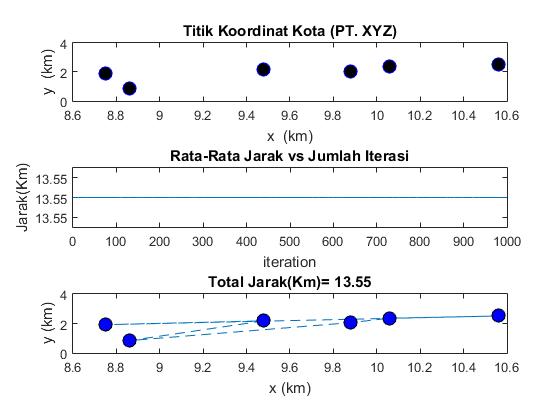 Titik Koordinat Kota (PT. XYZ)
4
2
0
y (km)
8.6 8.8 9 9.2 9.4 9.6 9.8 10 10.2 10.4 10.6
x (km)
Rata-Rata Jarak vs Jumlah Iterasi
13.55
13.55
13.55
Jarak(Km)
0 100 200 300 400 500 600 700 800 900 1000
iteration
Total Jarak(Km)= 13.55
4
2
0
y (km)
8.6 8.8 9 9.2 9.4 9.6 9.8 10 10.2 10.4 10.6
x (km)